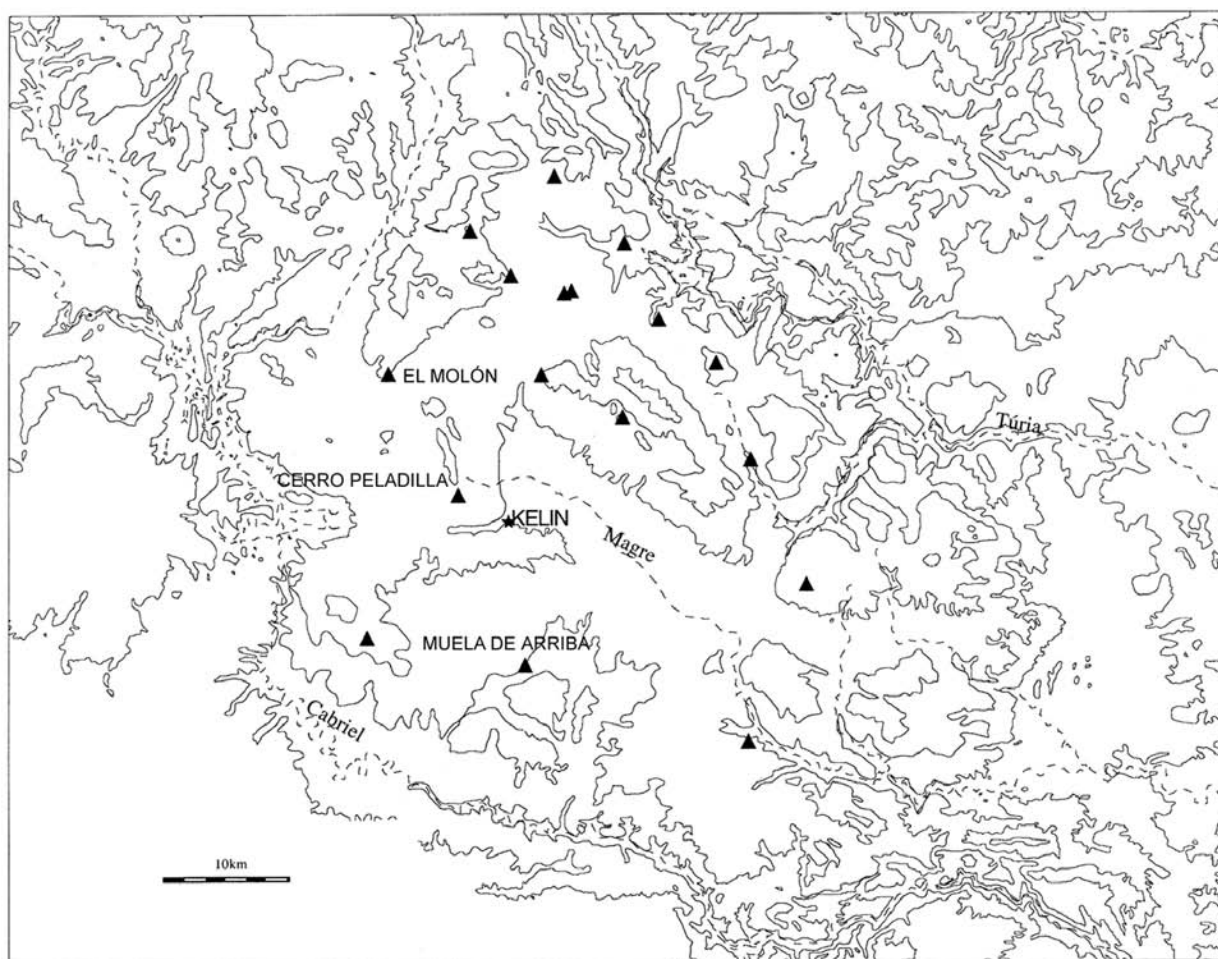 EL MOLÓN
Túria
CERRO PELADILLA
KELIN
Magre
MUELA DE ARRIBA
Cabriel
10km